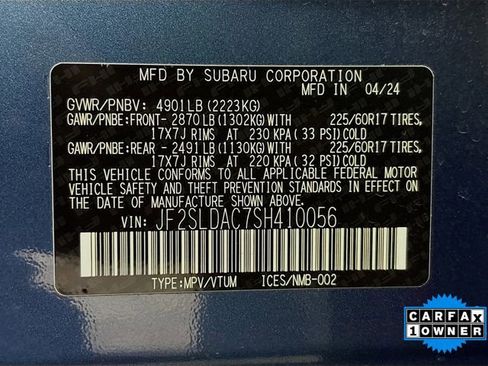 MFD BY SUBARU CORPORATION
MFD IN 04/24
GVWR/PNBV: 4901LB (2223KG)
GAWR/PNBE:FRONT- 2870LB (1302KG)WITH 225/60R17 TIRES,
17X7J RIMS AT 230 KPA (33 PSI)COLD
GAWR/PNBE:REAR - 2491LB (1130KG)WITH 225/60R17 TIRES,
17X7J RIMS AT 220 KPA (32 PSI)COLD
THIS VEHICLE CONFORMS TO ALL APPLICABLE FEDERAL MOTOR
VEHICLE SAFETY, BUMPER, AND THEFT PREVENTION STANDARDS IN EFFECT
ON THE DATE OF MANUFACTURE SHOWN ABOVE.
VIN: JF2SLDAC7SH410056
TYPE:MPV/VTUM ICES/NMB-002
CARFAX
1 OWNER